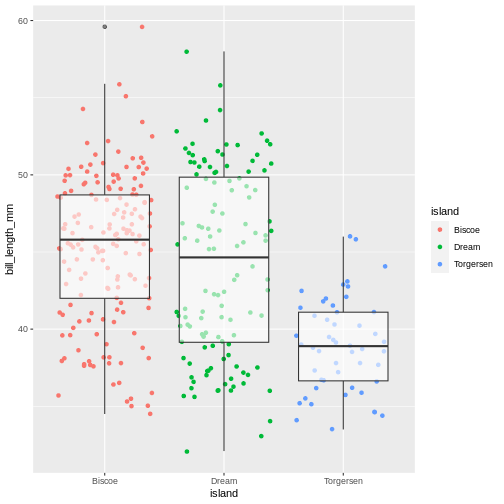 60
50
40
bill_length_mm
Biscoe Dream Torgersen
island
island
Biscoe
Dream
Torgersen